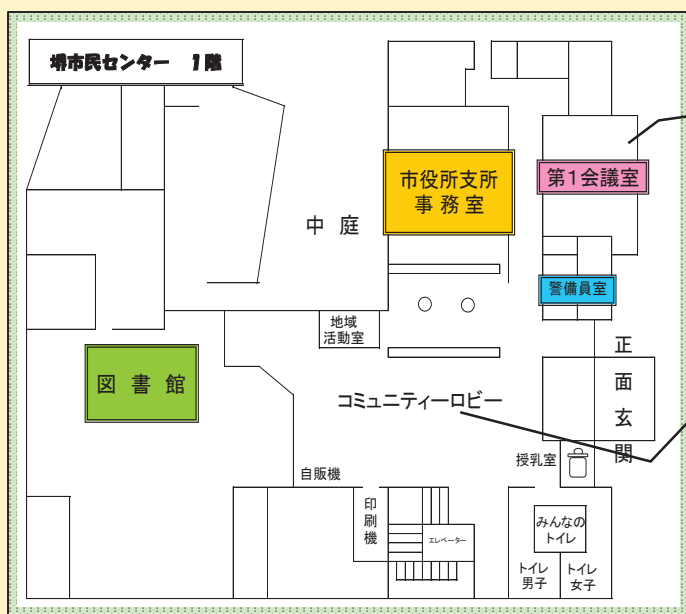 堺市民センター 1階
市役所支所
事務室
第1会議室
中庭
警備員室
地域
活動室
正面玄関
図書館
コミュニティーロビー
授乳室
自販機
印刷機
エレベーター
みんなの
トイレ
トイレ
男子
トイレ
女子